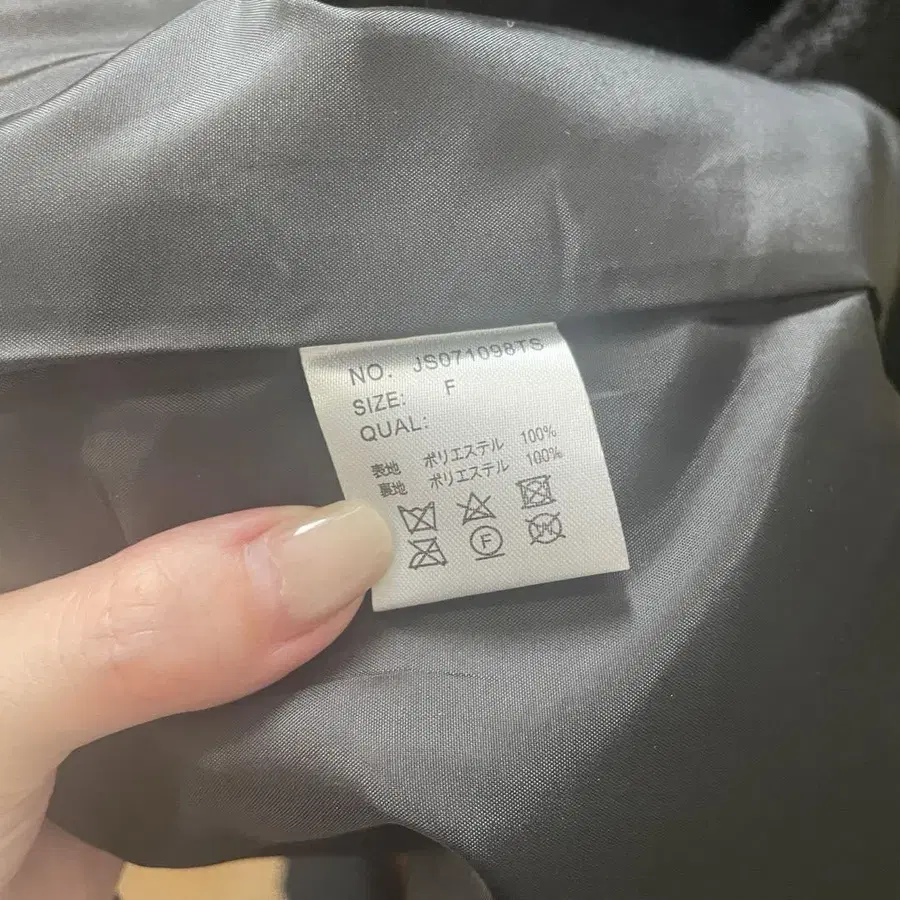 NO. JS071098TS
SIZE: F
QUAL:
表地 ポリエステル 100%
裏地 ポリエステル 100%
F
W